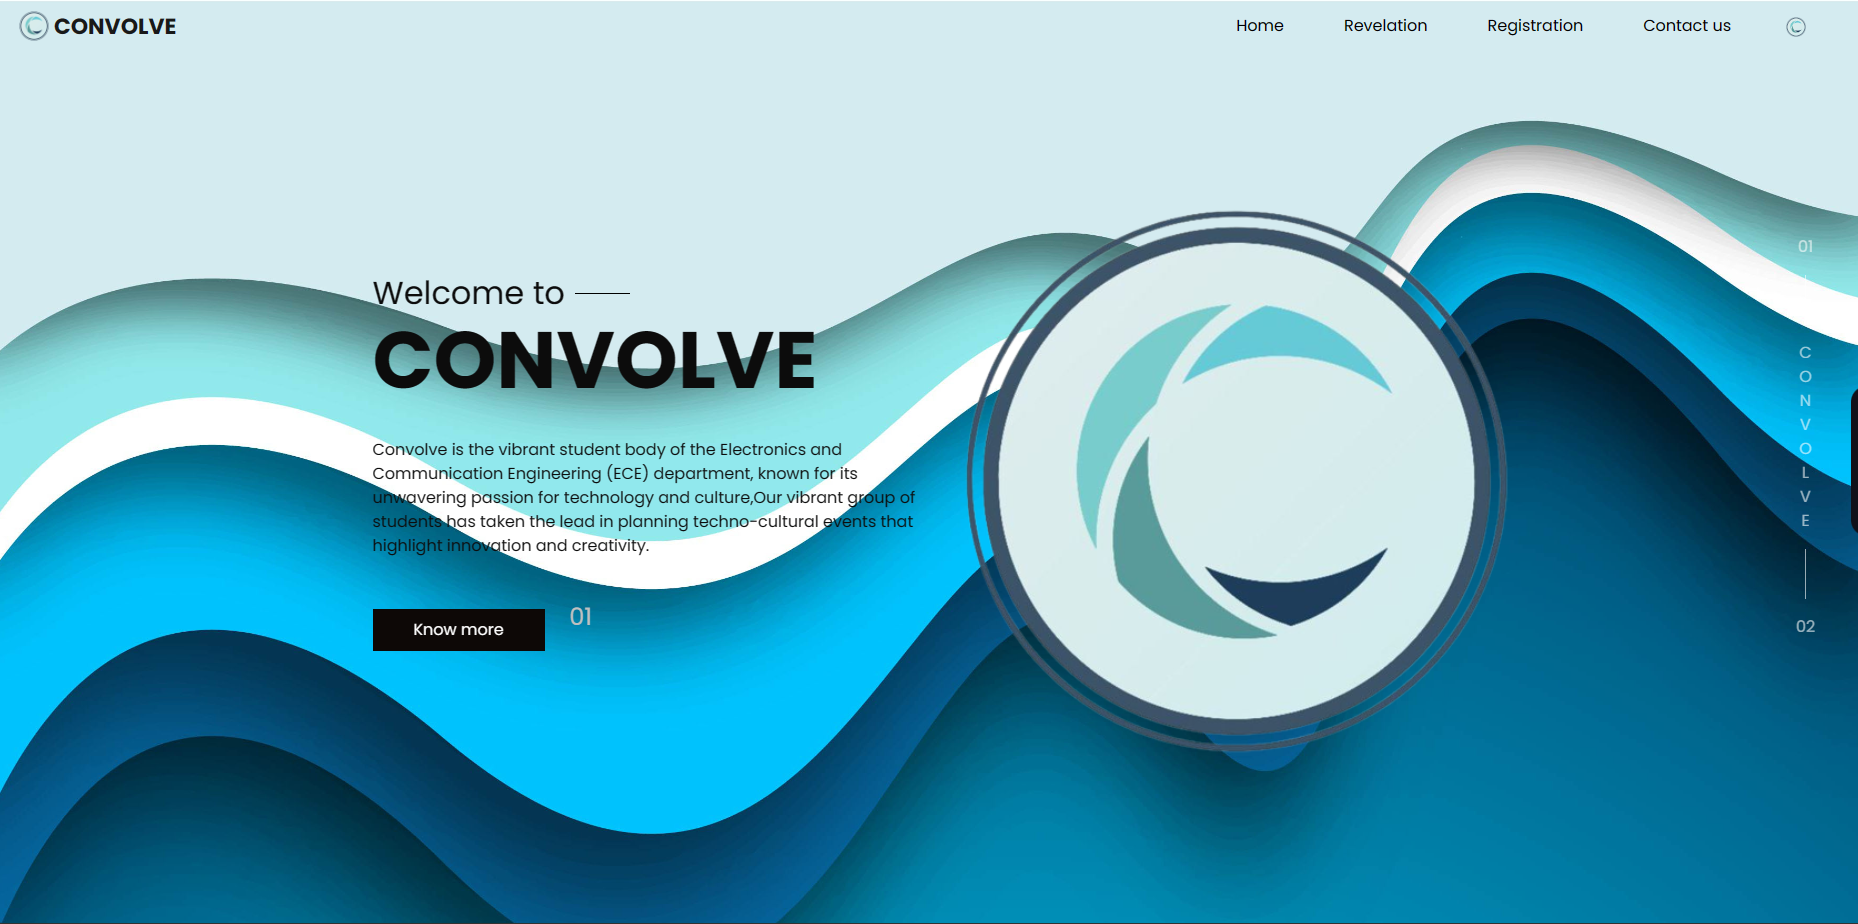 CONVOLVE
Home
Revelation
Registration
Contact us
Welcome to
CONVOLVE
Convolve is the vibrant student body of the Electronics and
Communication Engineering (ECE) department, known for its
unwavering passion for technology and culture,Our vibrant group of
students has taken the lead in planning techno-cultural events that
highlight innovation and creativity.
Know more
01
01
CONVOLVE
02